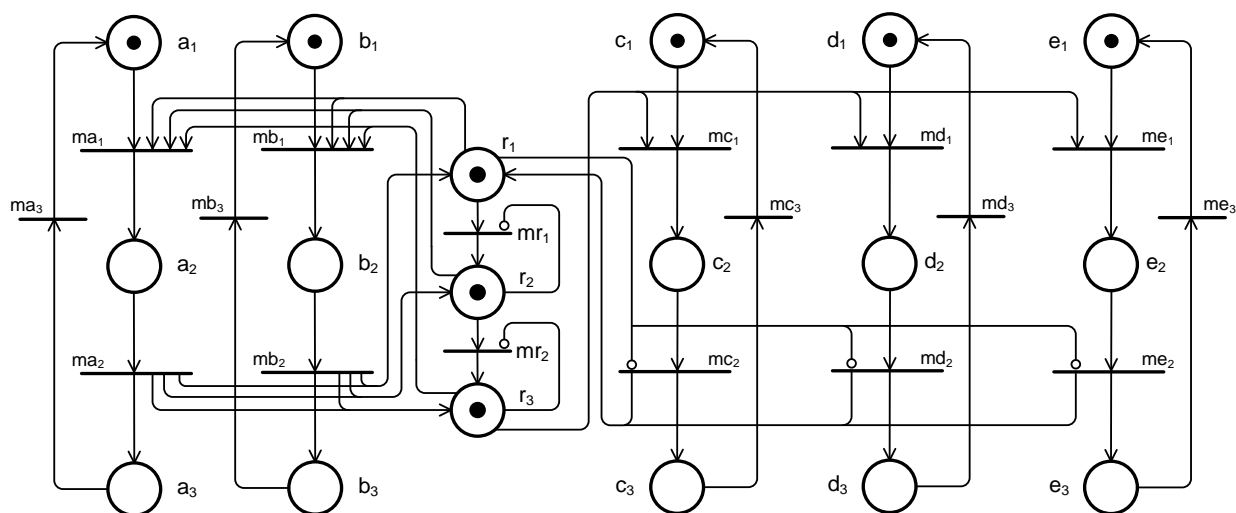 a1 b1 c1 d1 e1
ma1 mb1 r1 mc1 md1 me1
ma3 mb3 mr1 mc3 md3 me3
a2 b2 r2 c2 d2 e2
ma2 mb2 mr2 mc2 md2 me2
r3
a3 b3 c3 d3 e3